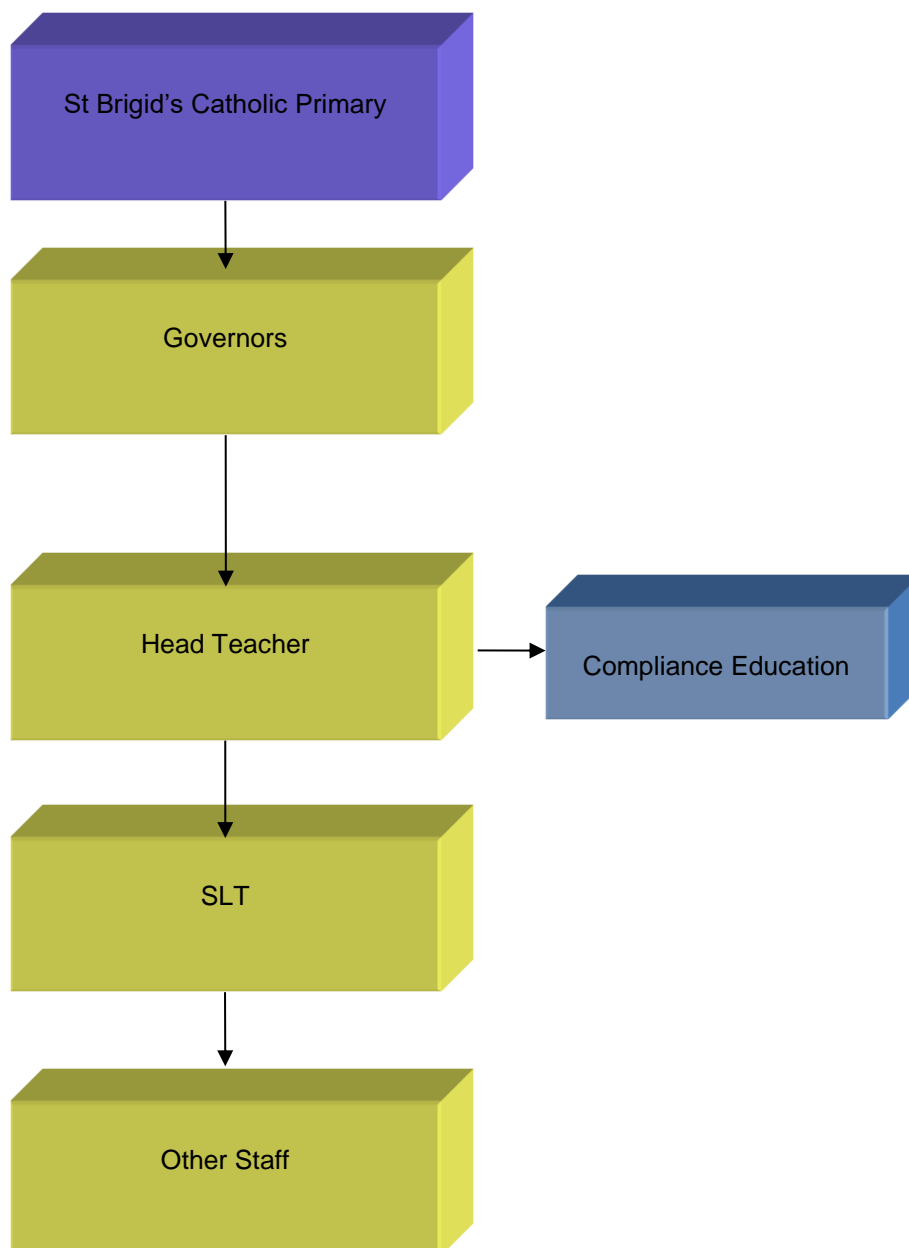 St Brigid’s Catholic Primary
Governors
Head Teacher
Compliance Education
SLT
Other Staff